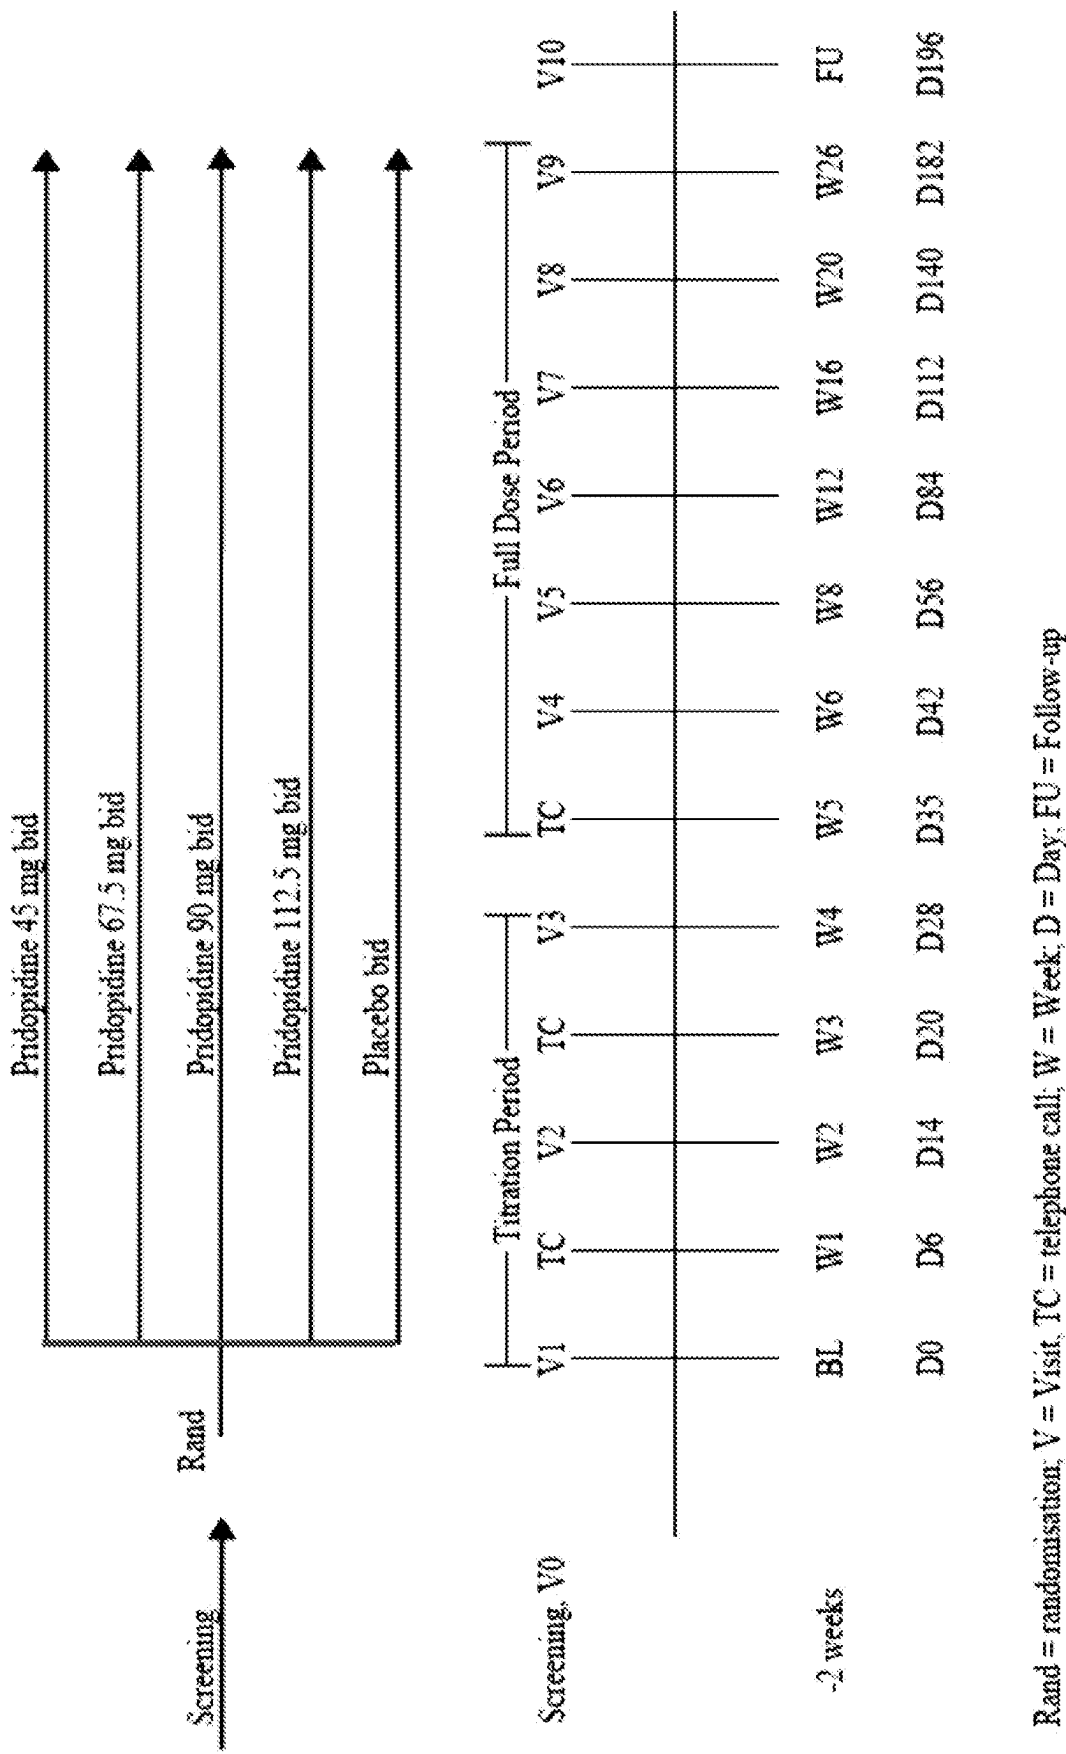 Screening
Rand
Pridopidine 45 mg bid
Pridopidine 67.5 mg bid
Pridopidine 90 mg bid
Pridopidine 112.5 mg bid
Placebo bid
Titration Period
Full Dose Period
Screening, V0 V1 TC V2 TC V3 TC V4 V5 V6 V7 V8 V9 V10
-2 weeks BL W1 W2 W3 W4 W5 W6 W8 W12 W16 W20 W26 FU
D0 D6 D14 D20 D28 D35 D42 D56 D84 D112 D140 D182 D196
Rand = randomisation; V = Visit, TC = telephone call; W = Week; D = Day; FU = Follow-up